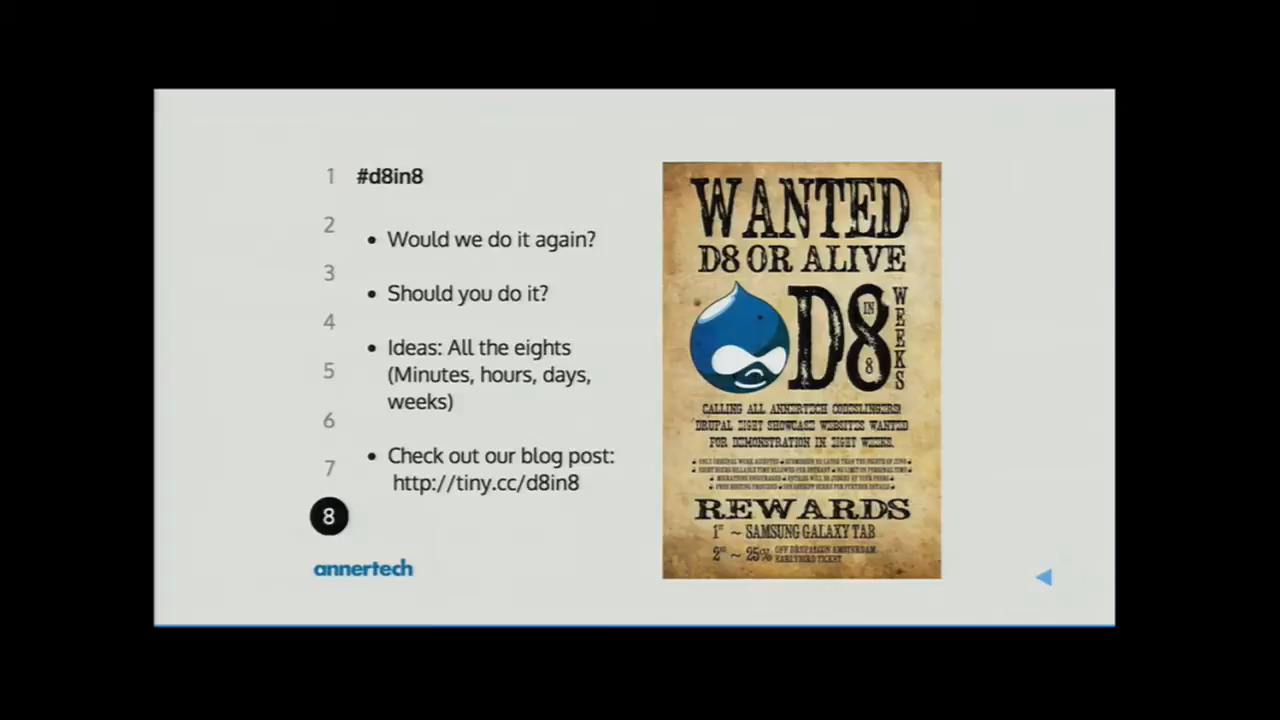 1
2
3
4
5
6
7
8
#d8in8
• Would we do it again?
• Should you do it?
• Ideas: All the eights
(Minutes, hours, days,
weeks)
• Check out our blog post:
http://tiny.cc/d8in8
annertech
WANTED
D8 OR ALIVE
D8
IN
8
WEEKS
CALLING ALL ANNERTECH CODESLINGERS!
DRUPAL EIGHT SHOWCASE WEBSITES WANTED
FOR DEMONSTRATION IN EIGHT WEEKS.
REWARDS
1ST ~ SAMSUNG GALAXY TAB
2ND ~ 25% OFF DRUPALCON AMSTERDAM
EARLYBIRD TICKET